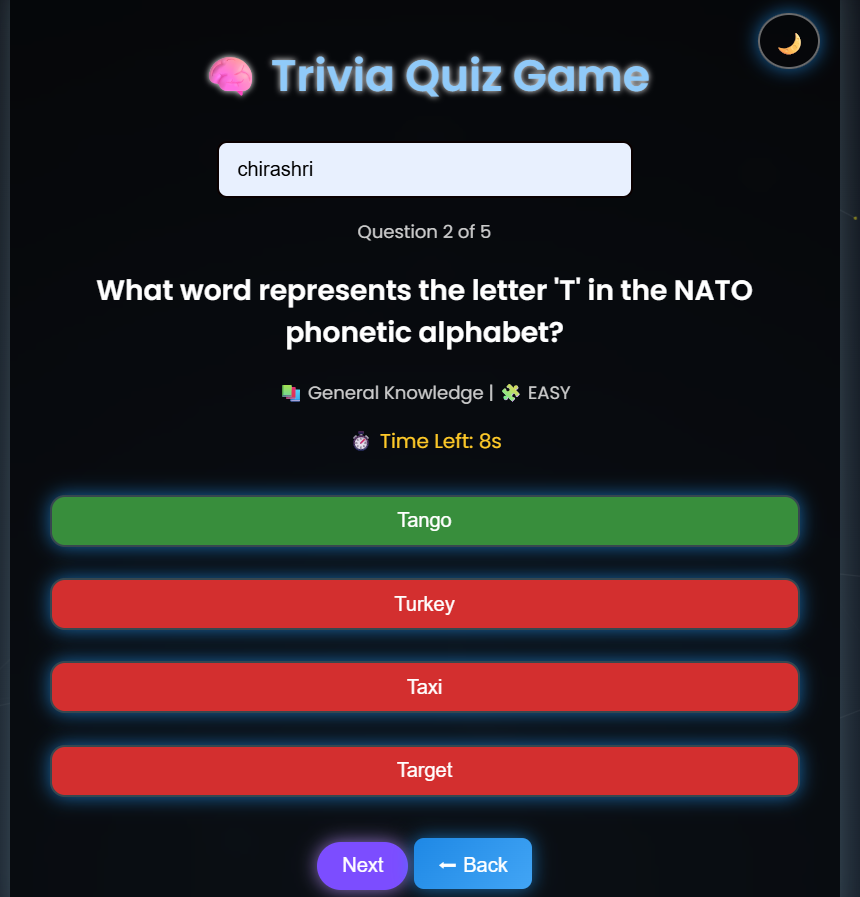 🧠 Trivia Quiz Game
chirashri
Question 2 of 5
What word represents the letter 'T' in the NATO
phonetic alphabet?
📚 General Knowledge | 🧩 EASY
⏱ Time Left: 8s
Tango
Turkey
Taxi
Target
Next ⬅ Back